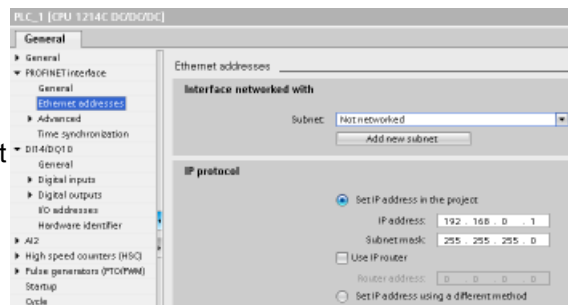 PLC_1 [CPU 1214C DC/DC/DC]
General
General
PROFINET interface
General
Ethernet addresses
Advanced
Time synchronization
DI14/DQ10
General
Digital inputs
Digital outputs
I/O addresses
Hardware identifier
AI2
High speed counters (HSC)
Pulse generators (PTO/PWM)
Startup
Cycle
t
Ethernet addresses
Interface networked with
Subnet: Not networked
Add new subnet
IP protocol
Set IP address in the project
IP address: 192 . 168 . 0 . 1
Subnet mask: 255 . 255 . 255 . 0
Use IP router
Router address: 0 . 0 . 0 . 0
Set IP address using a different method